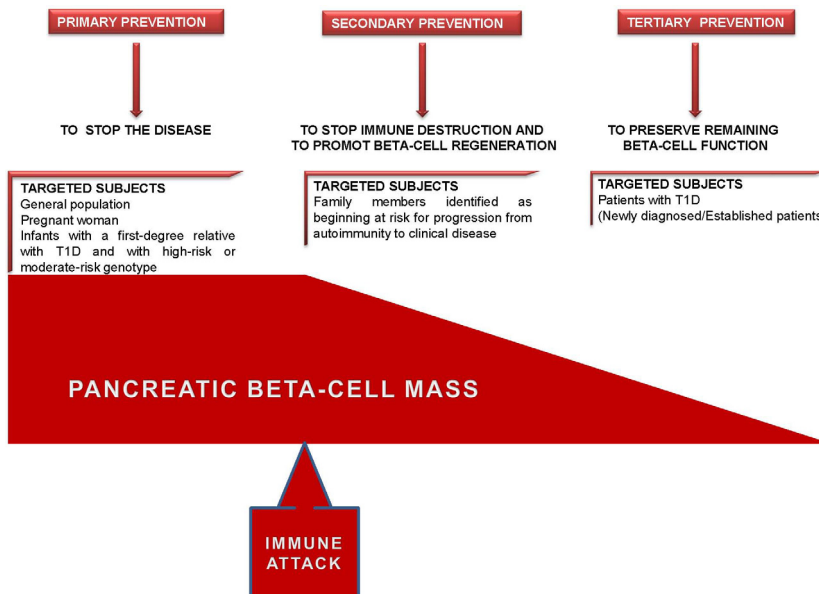 PRIMARY PREVENTION
SECONDARY PREVENTION
TERTIARY PREVENTION
TO STOP THE DISEASE
TO STOP IMMUNE DESTRUCTION AND
TO PROMOT BETA-CELL REGENERATION
TO PRESERVE REMAINING
BETA-CELL FUNCTION
TARGETED SUBJECTS
General population
Pregnant woman
Infants with a first-degree relative
with T1D and with high-risk or
moderate-risk genotype
TARGETED SUBJECTS
Family members identified as
beginning at risk for progression from
autoimmunity to clinical disease
TARGETED SUBJECTS
Patients with T1D
(Newly diagnosed/Established patients
PANCREATIC BETA-CELL MASS
IMMUNE
ATTACK